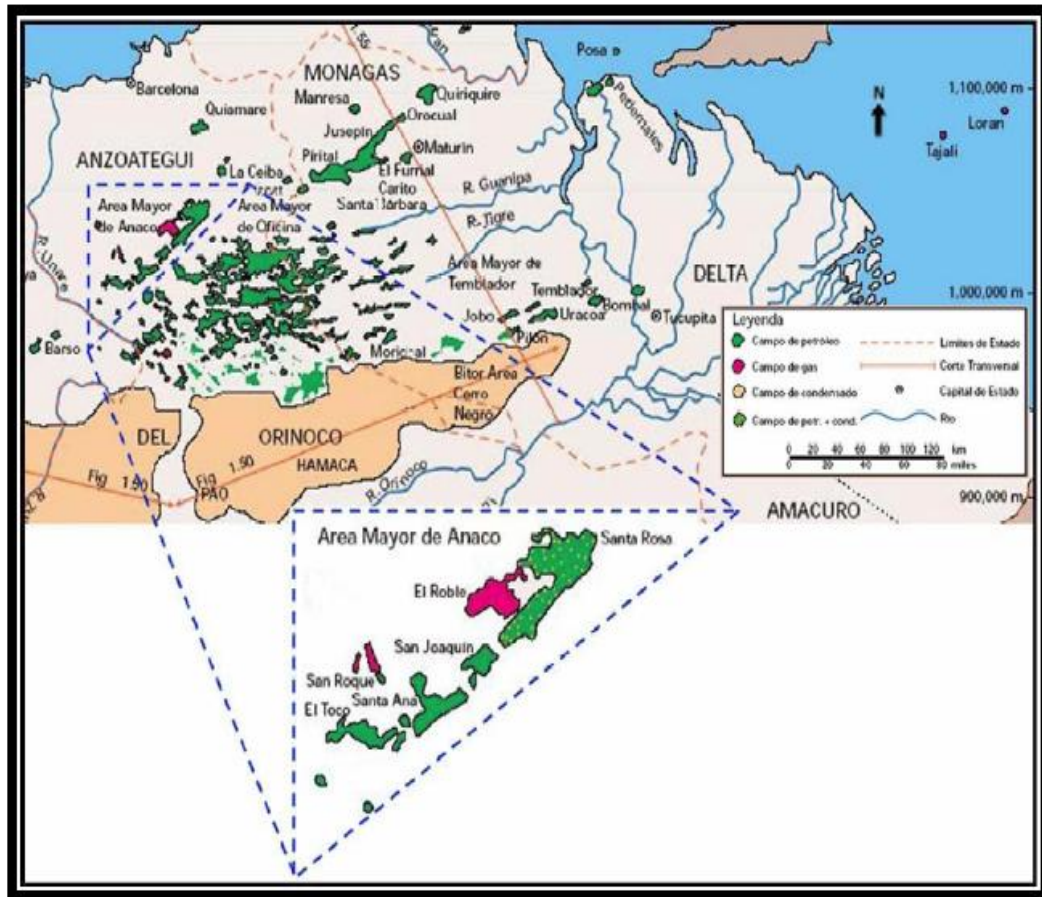 Posa
MONAGAS
Barcelona
Manresa
Quiriquire
Pedernales
1,100,000 m
N
Quiamare
Orocual
Jusepín
Maturín
Loran
Tajalí
ANZOATEGUI
Pirital
El Furrial
La Ceiba
Carito
R. Guanipa
Area Mayor
de Anaco
Area Mayor
de Oficina
Santa Bárbara
R. Tigre
R. Unare
Area Mayor de
Temblador
DELTA
Temblador
Bombal
1,000,000 m
Jobo
Uracoa
Tucupita
Pilón
Barso
Morichal
Leyenda
Campo de petróleo
Límites de Estado
Campo de gas
Corte Transversal
Campo de condensado
Capital de Estado
Campo de petr. + cond.
Río
0 20 40 60 80 100 120 km
0 20 40 60 80 miles
Bitor Area
Cerro
Negro
DEL
ORINOCO
HAMACA
Fig 1.50
Fig 1.50
PAO
R. Orinoco
900,000 m
AMACURO
Area Mayor de Anaco
Santa Rosa
El Roble
San Joaquín
San Roque
Santa Ana
El Toco